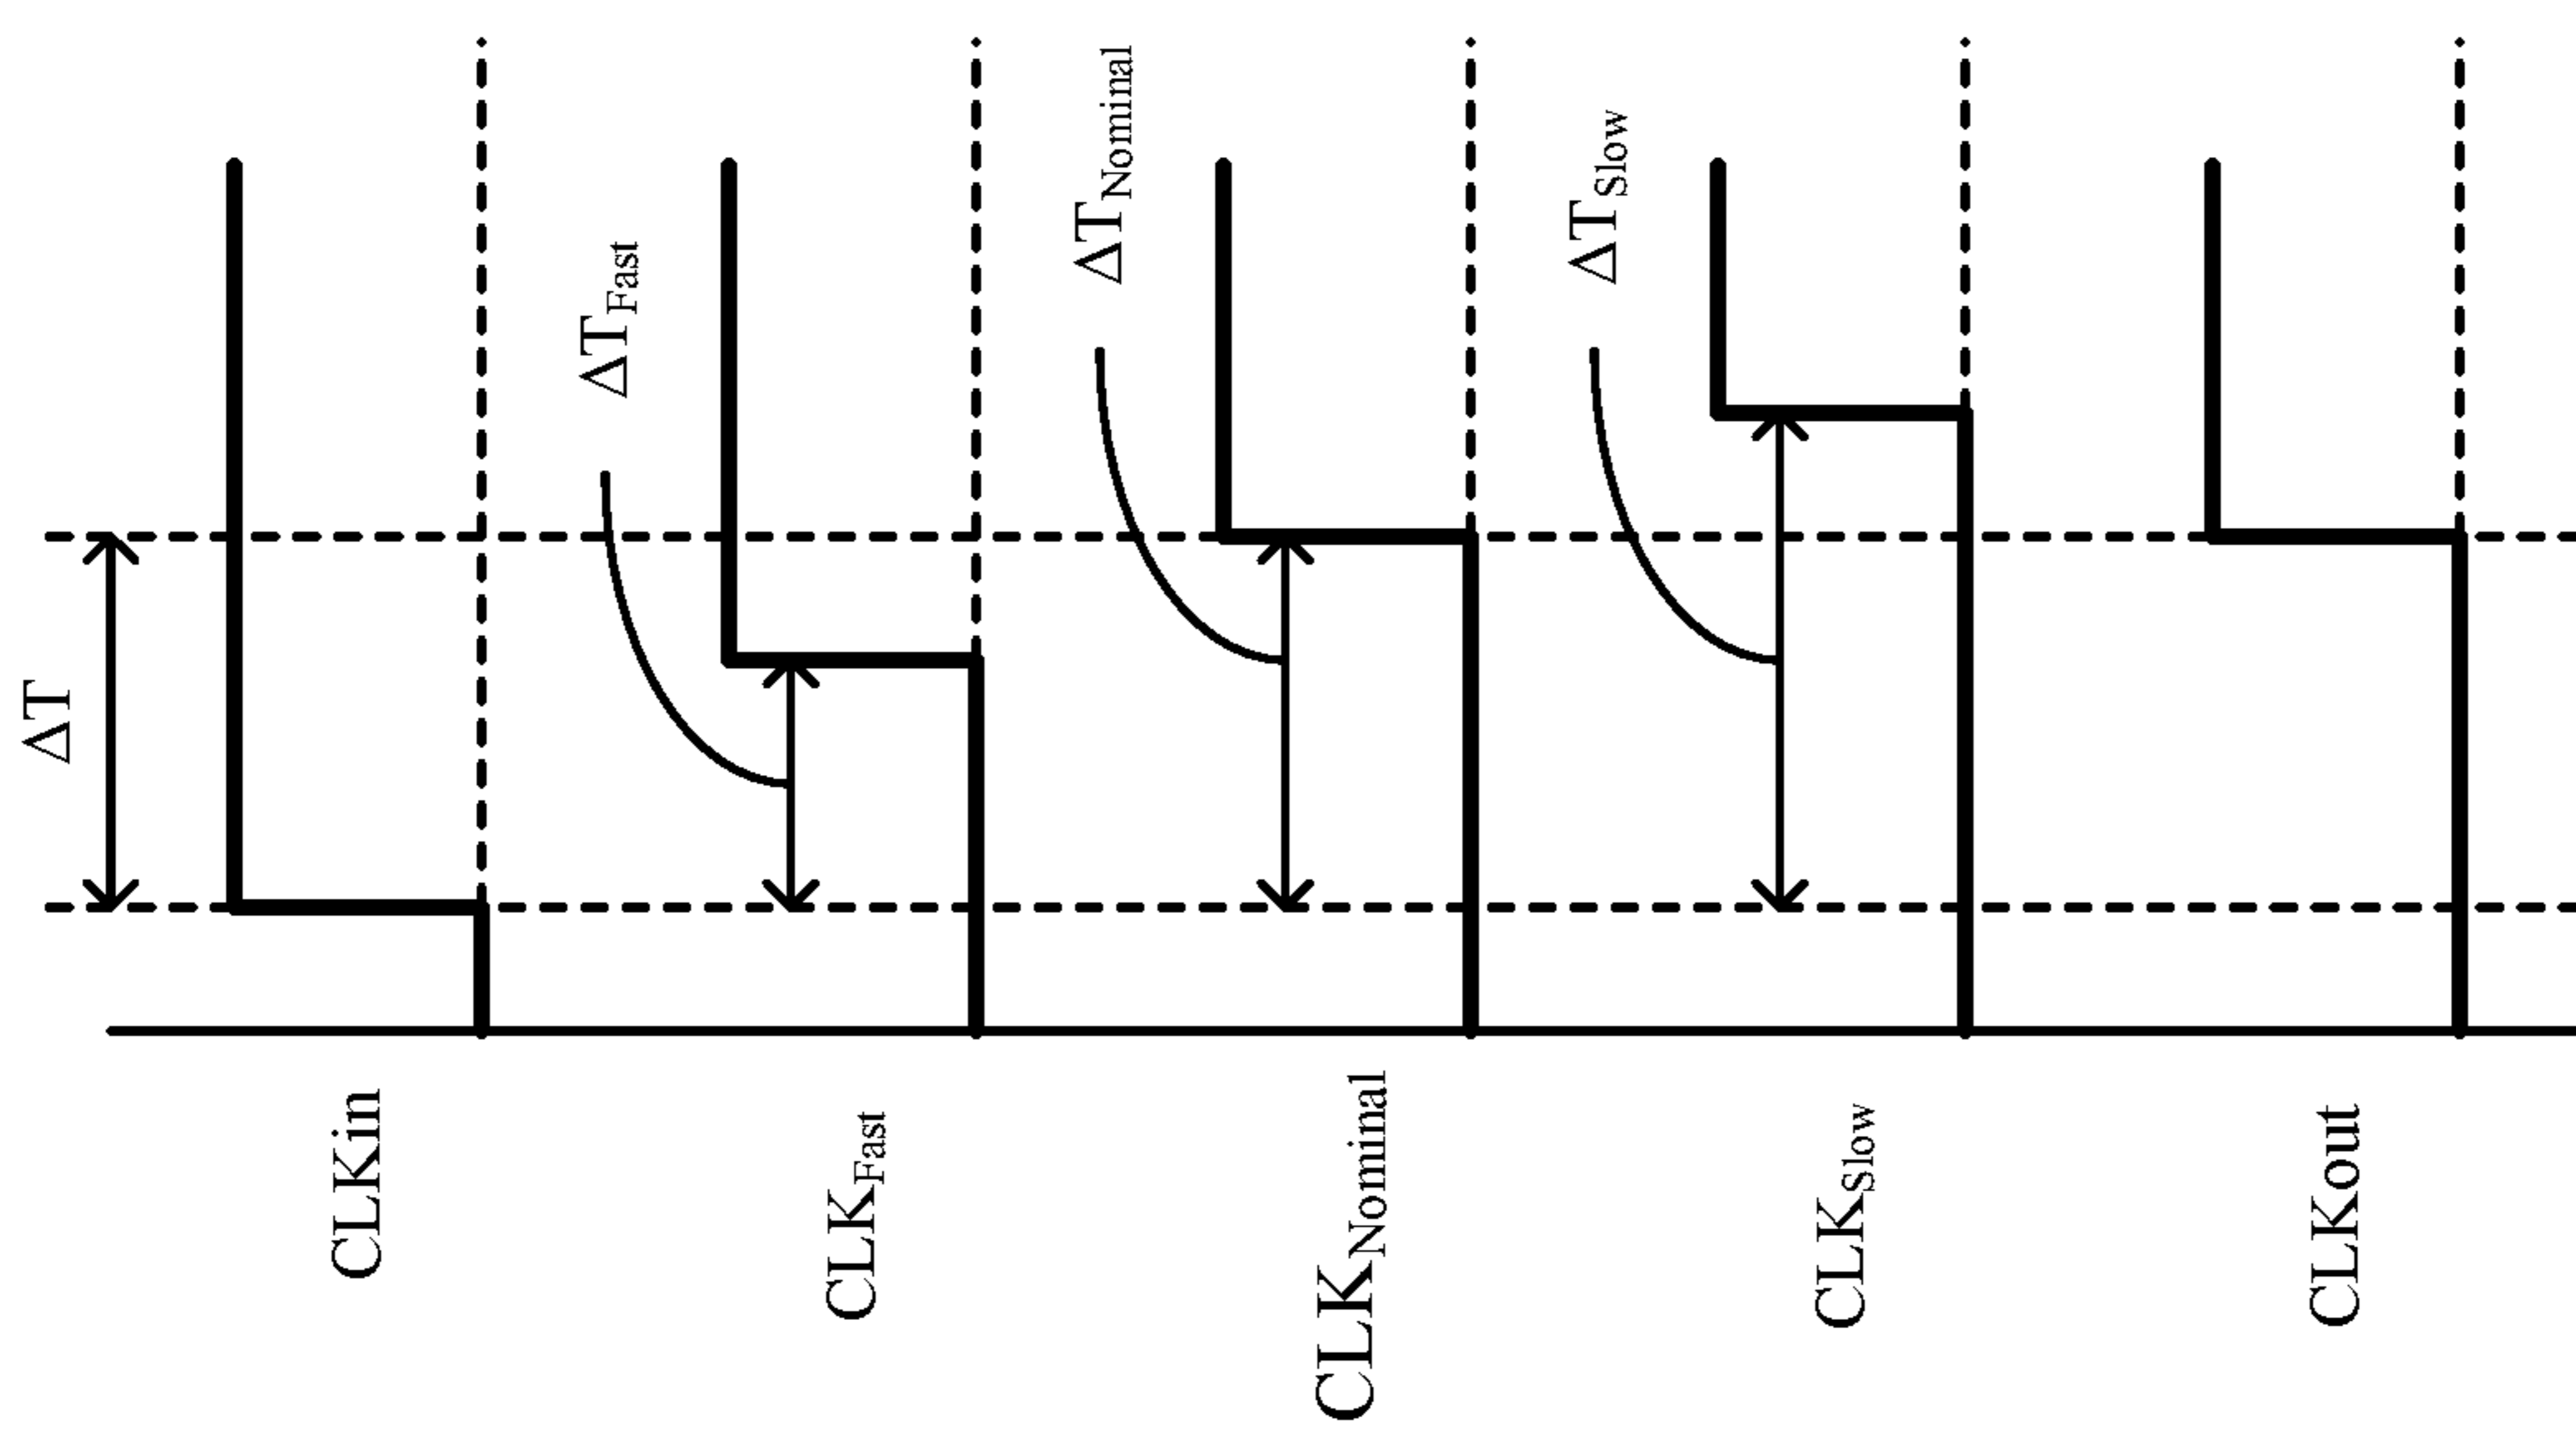 ΔT
CLKin
ΔT_Fast
CLK_Fast
ΔT_Nominal
CLK_Nominal
ΔT_Slow
CLK_Slow
CLKout